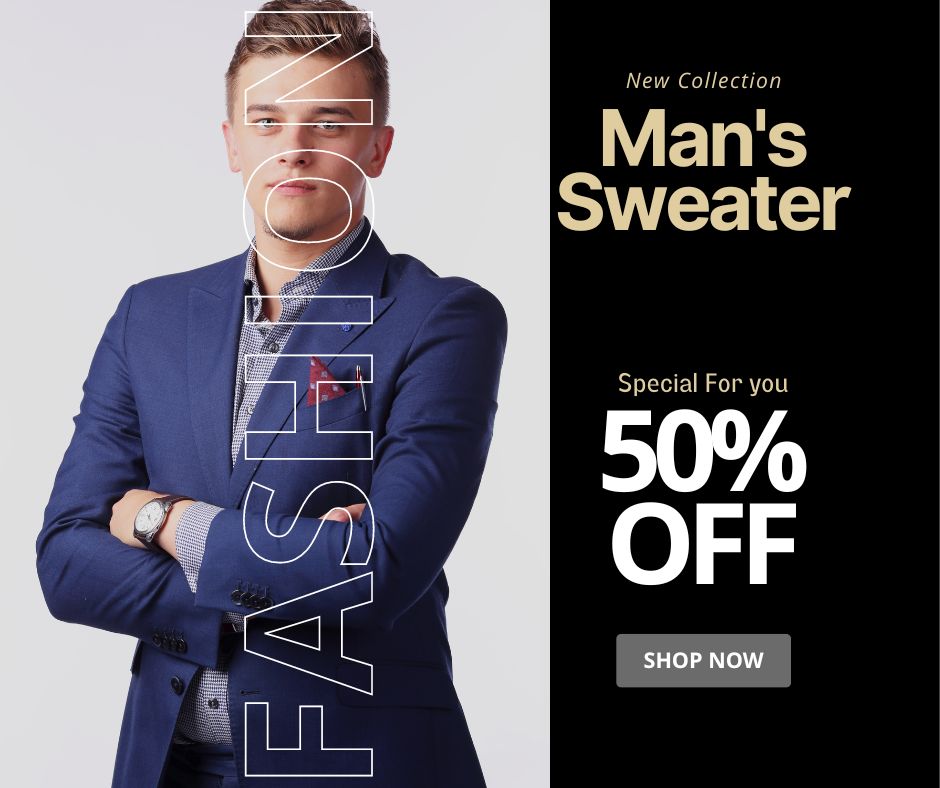 FASHION
New Collection
Man's
Sweater
Special For you
50%
OFF
SHOP NOW